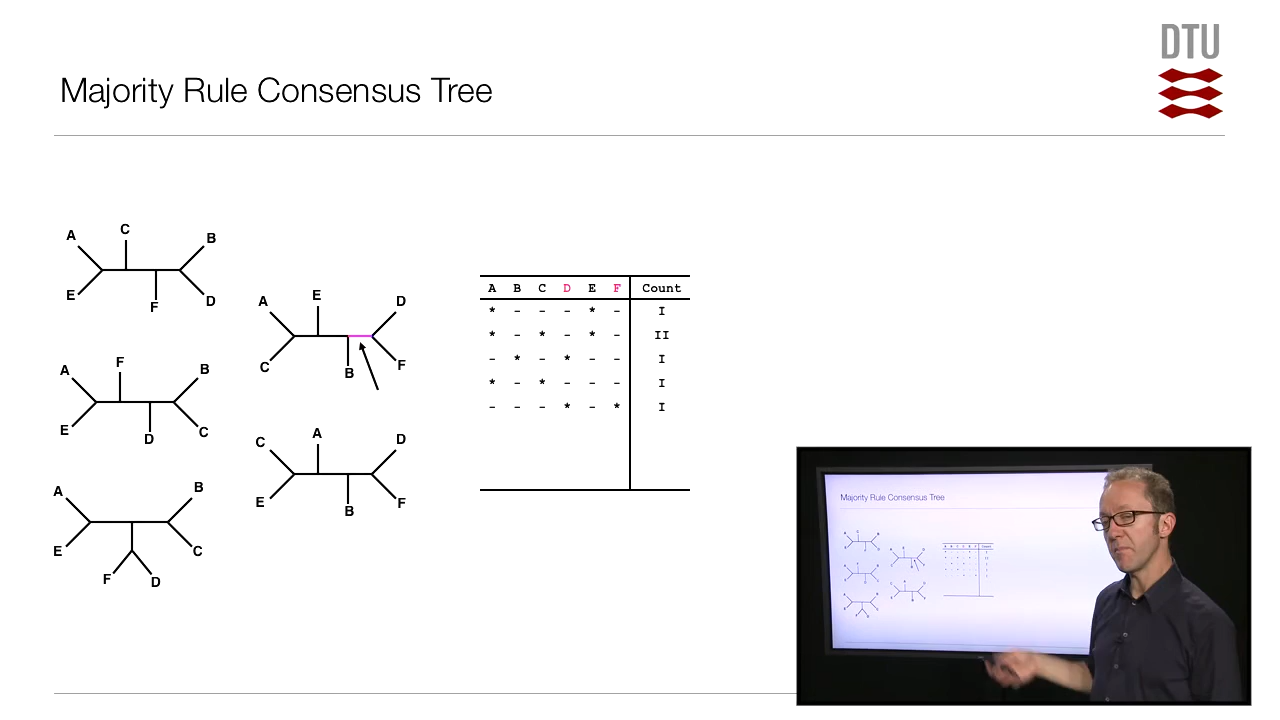 DTU
Majority Rule Consensus Tree
A C B
E F D
A F B
E D C
A B
E C
F D
A E D
C B F
C A D
E B F
A B C D E F Count
* - - - * - I
* - * - * - II
- * - * - - I
* - * - - - I
- - - * - * I
Majority Rule Consensus Tree